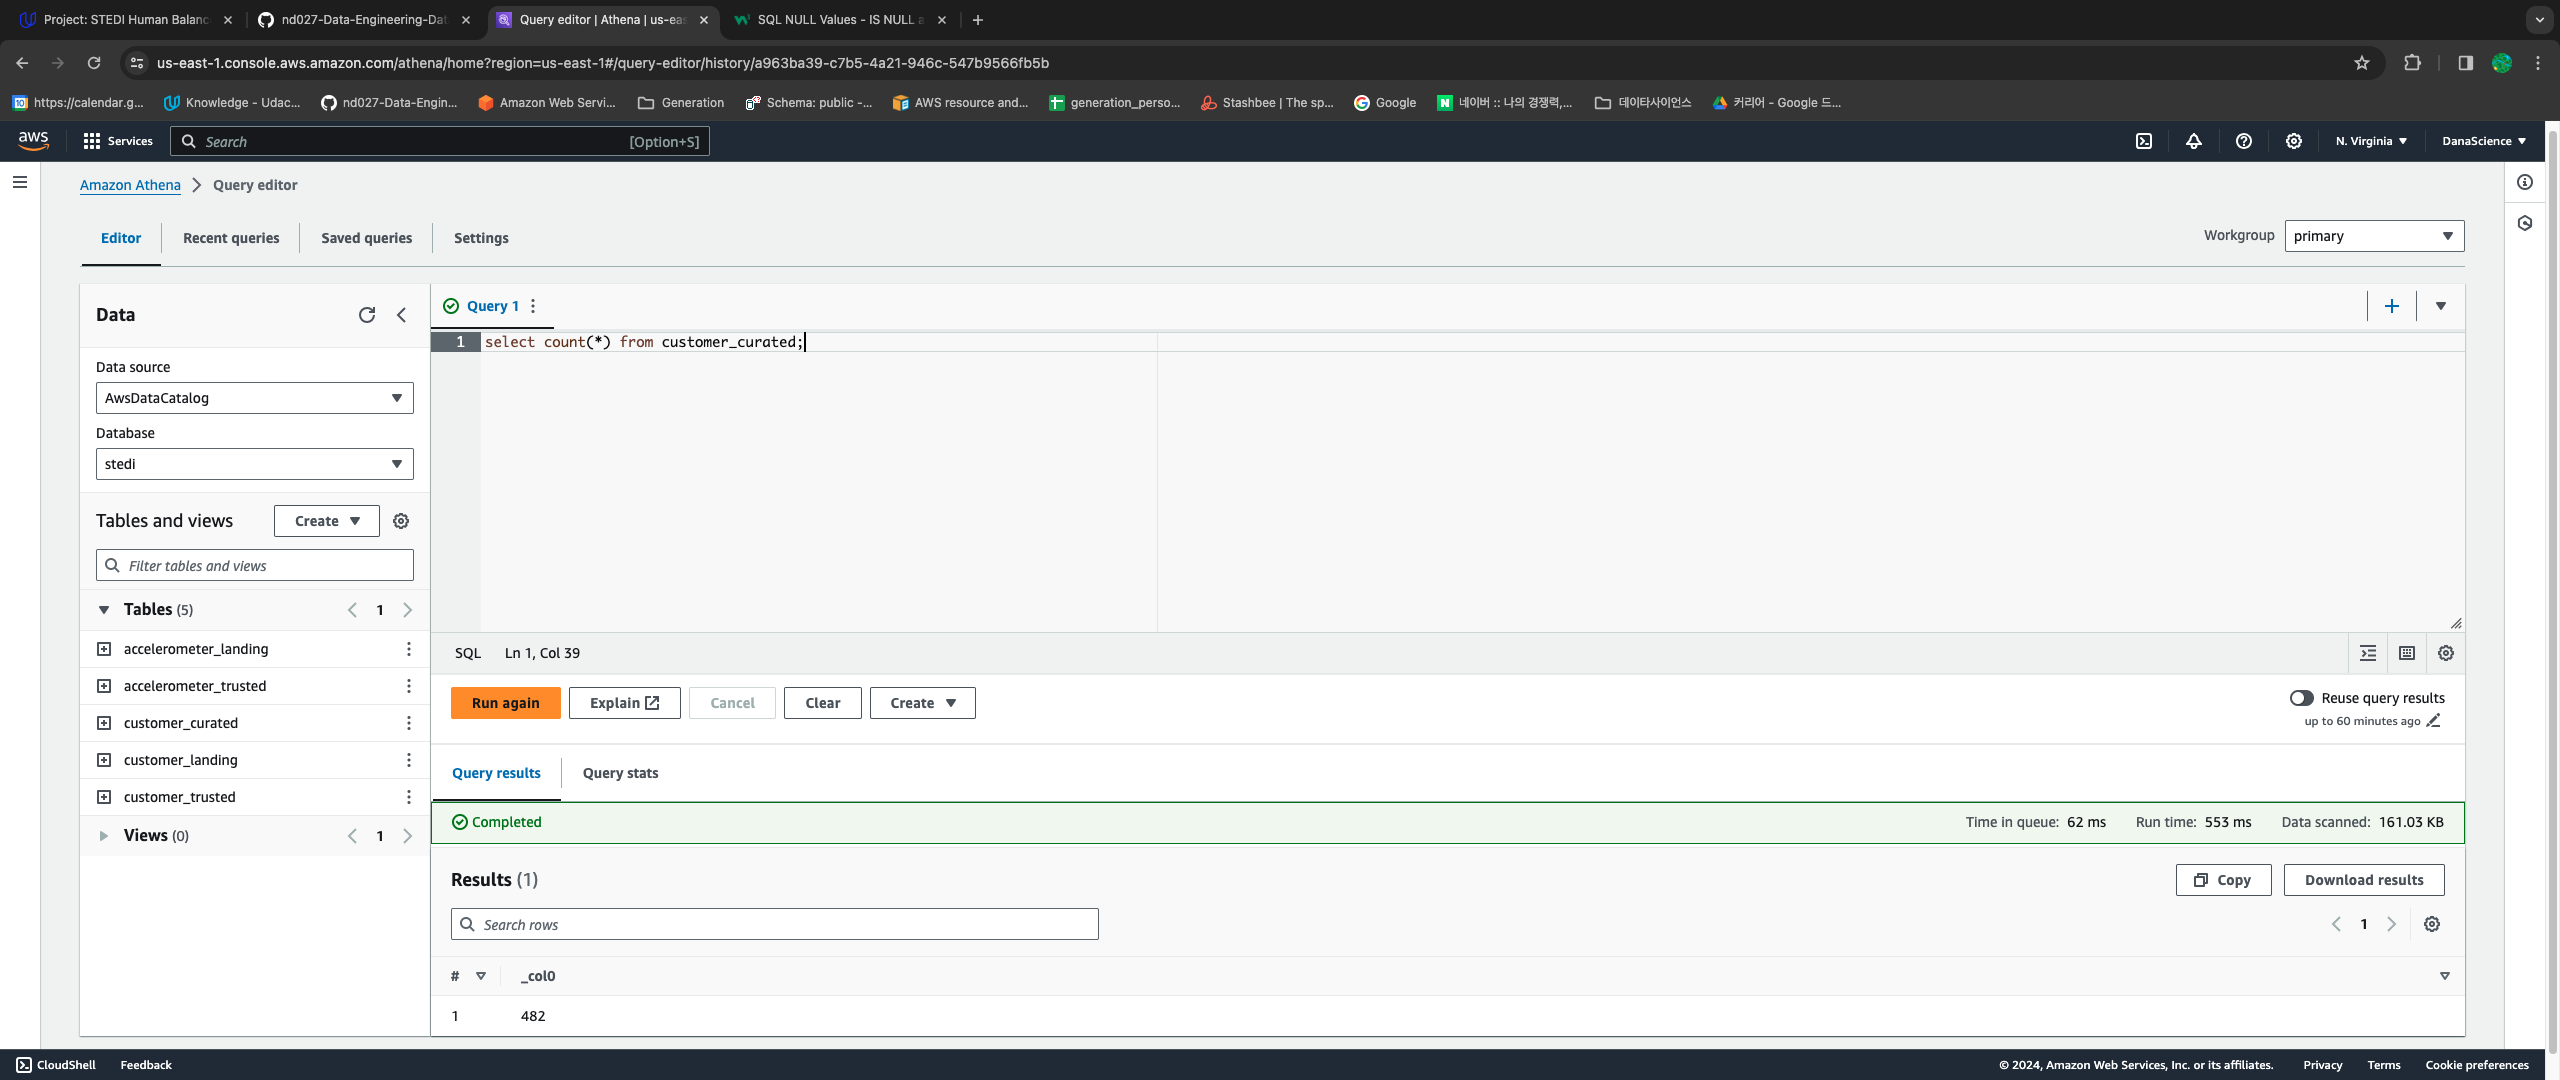 Project: STEDI Human Balanc
nd027-Data-Engineering-Dat
Query editor | Athena | us-eas
SQL NULL Values - IS NULL a
us-east-1.console.aws.amazon.com/athena/home?region=us-east-1#/query-editor/history/a963ba39-c7b5-4a21-946c-547b9566fb5b
https://calendar.g...
Knowledge - Udac...
nd027-Data-Engin...
Amazon Web Servi...
Generation
Schema: public -...
AWS resource and...
generation_perso...
Stashbee | The sp...
Google
네이버 :: 나의 경쟁력,...
데이타사이언스
커리어 - Google 드...
aws
Services
Search
[Option+S]
N. Virginia
DanaScience
Amazon Athena
Query editor
Editor
Recent queries
Saved queries
Settings
Workgroup
primary
Data
Query 1
1
select count(*) from customer_curated;
Data source
AwsDataCatalog
Database
stedi
Tables and views
Create
Filter tables and views
Tables (5)
1
accelerometer_landing
accelerometer_trusted
customer_curated
customer_landing
customer_trusted
Views (0)
1
SQL
Ln 1, Col 39
Run again
Explain
Cancel
Clear
Create
Reuse query results
up to 60 minutes ago
Query results
Query stats
Completed
Time in queue: 62 ms
Run time: 553 ms
Data scanned: 161.03 KB
Results (1)
Copy
Download results
Search rows
1
#
_col0
1
482
CloudShell
Feedback
© 2024, Amazon Web Services, Inc. or its affiliates.
Privacy
Terms
Cookie preferences